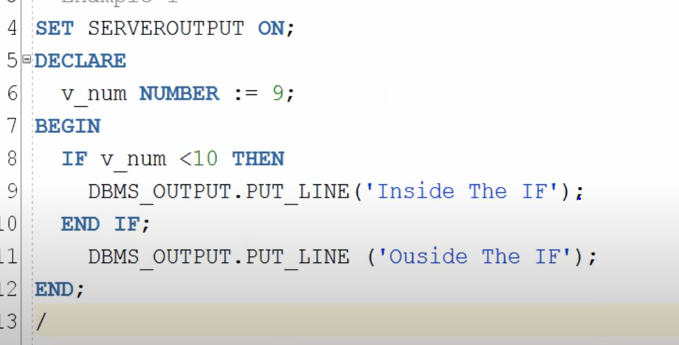 4 SET SERVEROUTPUT ON;
5 DECLARE
6 v_num NUMBER := 9;
7 BEGIN
8 IF v_num <10 THEN
9 DBMS_OUTPUT.PUT_LINE('Inside The IF');
10 END IF;
11 DBMS_OUTPUT.PUT_LINE ('Ouside The IF');
12 END;
13 /